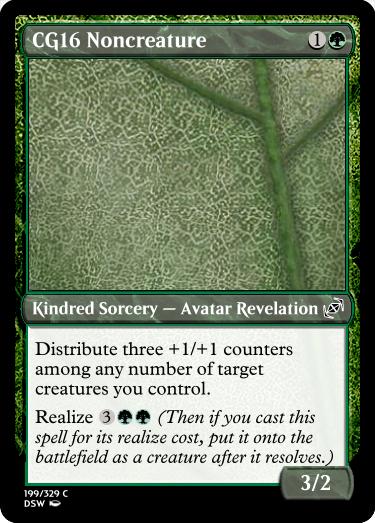 CG16 Noncreature 1
Kindred Sorcery — Avatar Revelation
Distribute three +1/+1 counters
among any number of target
creatures you control.
Realize 3 (Then if you cast this
spell for its realize cost, put it onto the
battlefield as a creature after it resolves.)
3/2
199/329 C
DSW